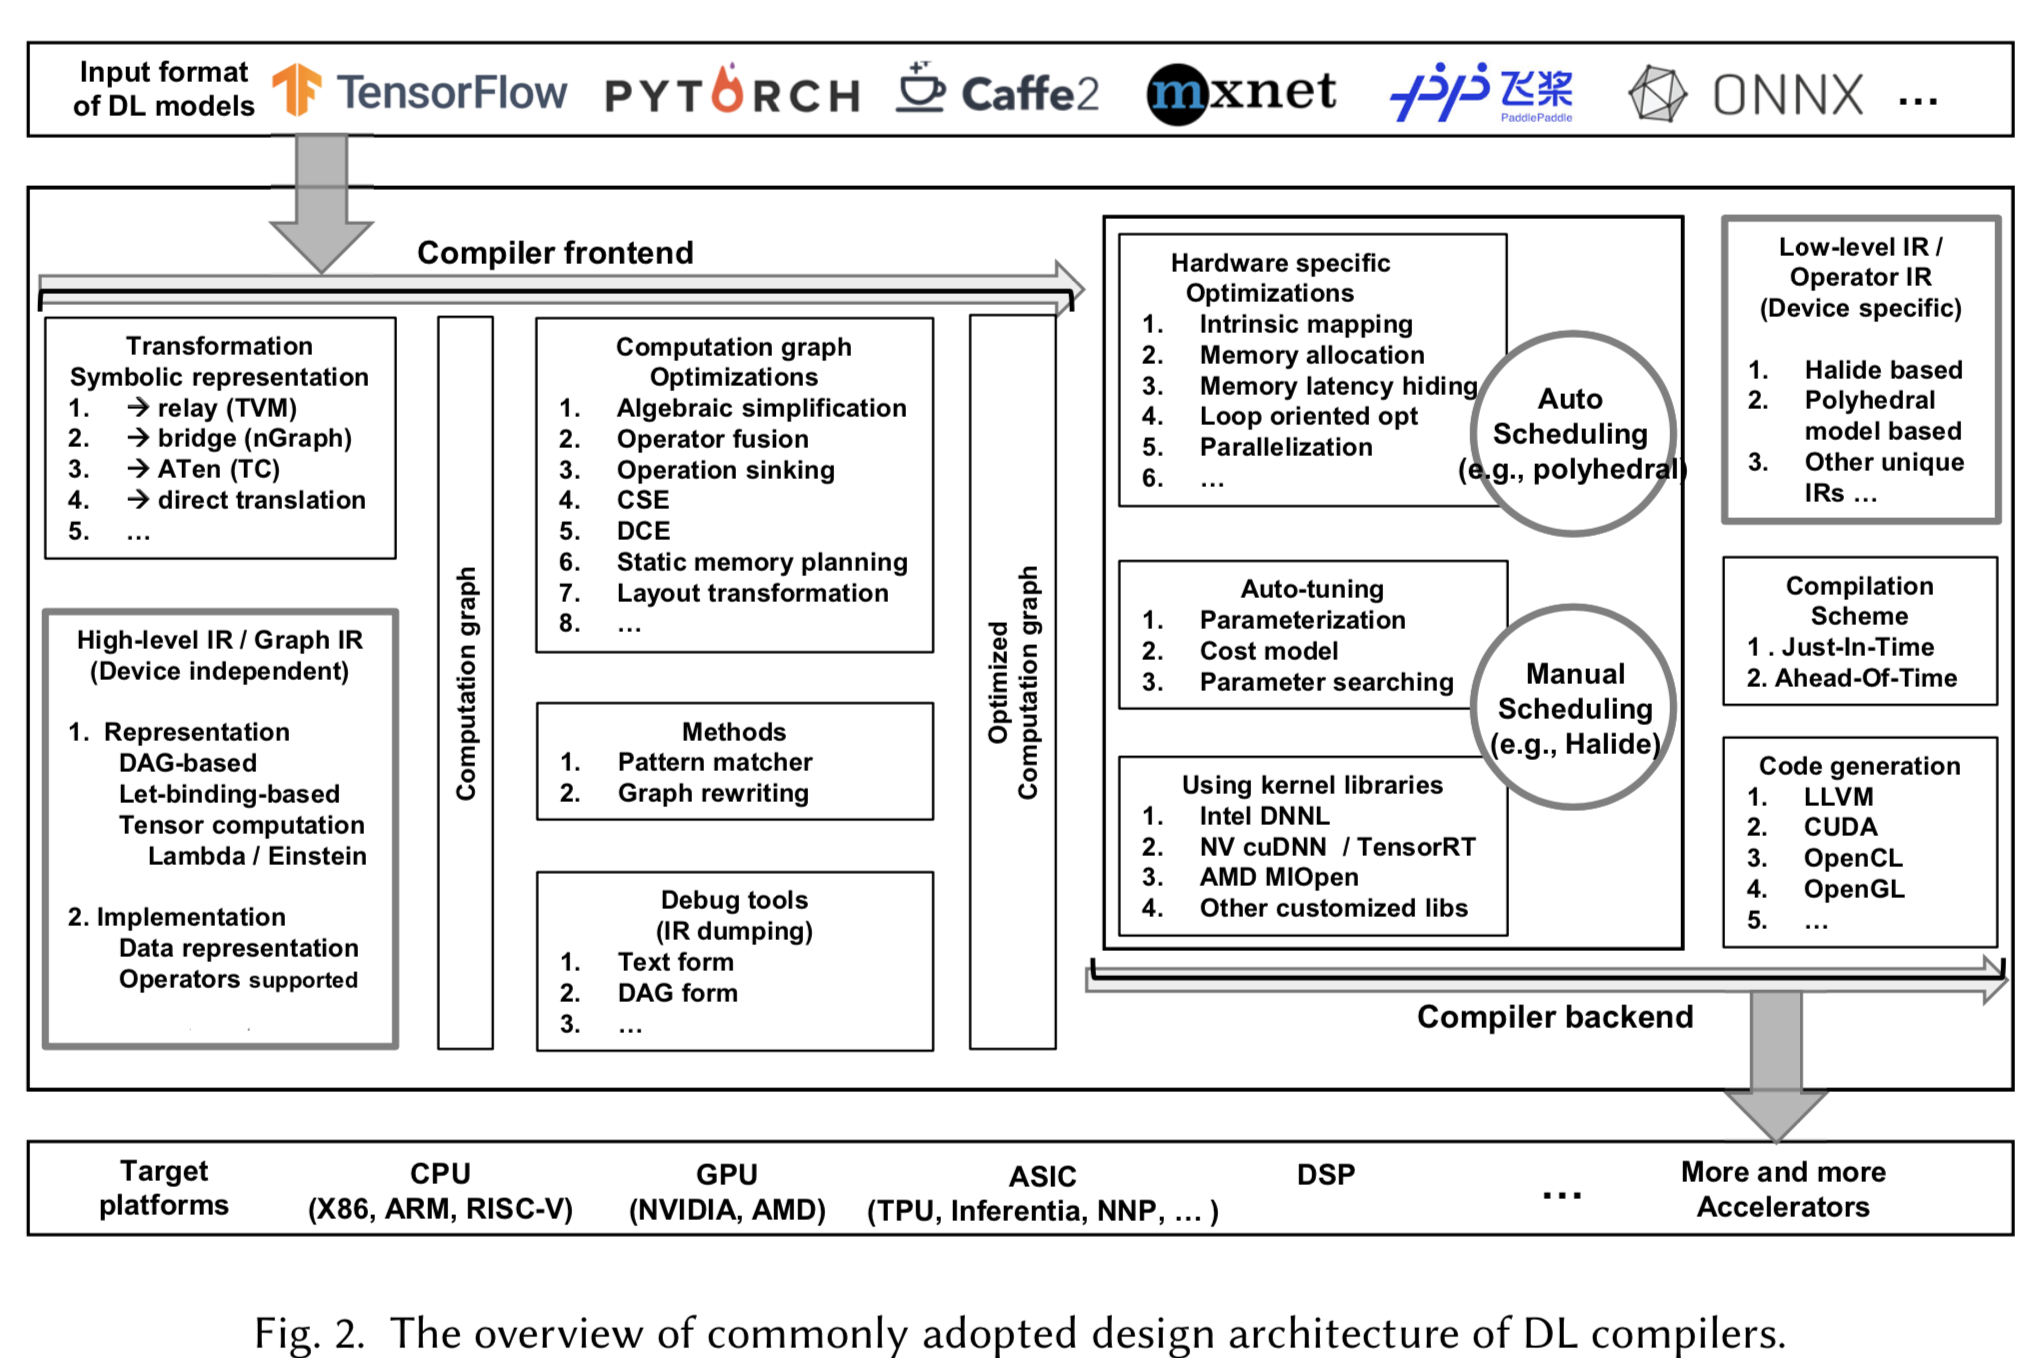 Input format
of DL models
TensorFlow
PYTORCH
Caffe2
mxnet
飞桨
PaddlePaddle
ONNX
...
Compiler frontend
Transformation
Symbolic representation
1. → relay (TVM)
2. → bridge (nGraph)
3. → ATen (TC)
4. → direct translation
5. ...
High-level IR / Graph IR
(Device independent)
1. Representation
DAG-based
Let-binding-based
Tensor computation
Lambda / Einstein
2. Implementation
Data representation
Operators supported
Computation graph
Computation graph
Optimizations
1. Algebraic simplification
2. Operator fusion
3. Operation sinking
4. CSE
5. DCE
6. Static memory planning
7. Layout transformation
8. ...
Methods
1. Pattern matcher
2. Graph rewriting
Debug tools
(IR dumping)
1. Text form
2. DAG form
3. ...
Optimized
Computation graph
Hardware specific
Optimizations
1. Intrinsic mapping
2. Memory allocation
3. Memory latency hiding
4. Loop oriented opt
5. Parallelization
6. ...
Auto
Scheduling
(e.g., polyhedral)
Auto-tuning
1. Parameterization
2. Cost model
3. Parameter searching
Manual
Scheduling
(e.g., Halide)
Using kernel libraries
1. Intel DNNL
2. NV cuDNN / TensorRT
3. AMD MIOpen
4. Other customized libs
Low-level IR /
Operator IR
(Device specific)
1. Halide based
2. Polyhedral
model based
3. Other unique
IRs ...
Compilation
Scheme
1 . Just-In-Time
2. Ahead-Of-Time
Code generation
1. LLVM
2. CUDA
3. OpenCL
4. OpenGL
5. ...
Compiler backend
Target
platforms
CPU
(X86, ARM, RISC-V)
GPU
(NVIDIA, AMD)
ASIC
(TPU, Inferentia, NNP, ... )
DSP
...
More and more
Accelerators
Fig. 2. The overview of commonly adopted design architecture of DL compilers.